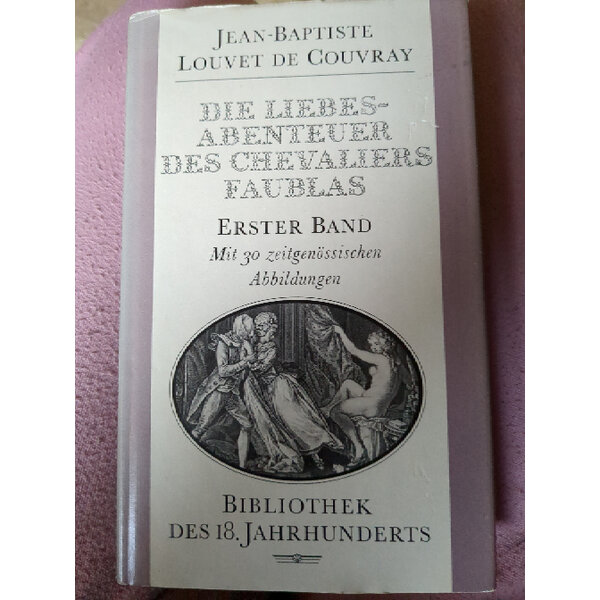 JEAN-BAPTISTE
LOUVET DE COUVRAY
DIE LIEBES-
ABENTEUER
DES CHEVALIERS
FAUBLAS
ERSTER BAND
Mit 30 zeitgenössischen
Abbildungen
BIBLIOTHEK
DES 18. JAHRHUNDERTS